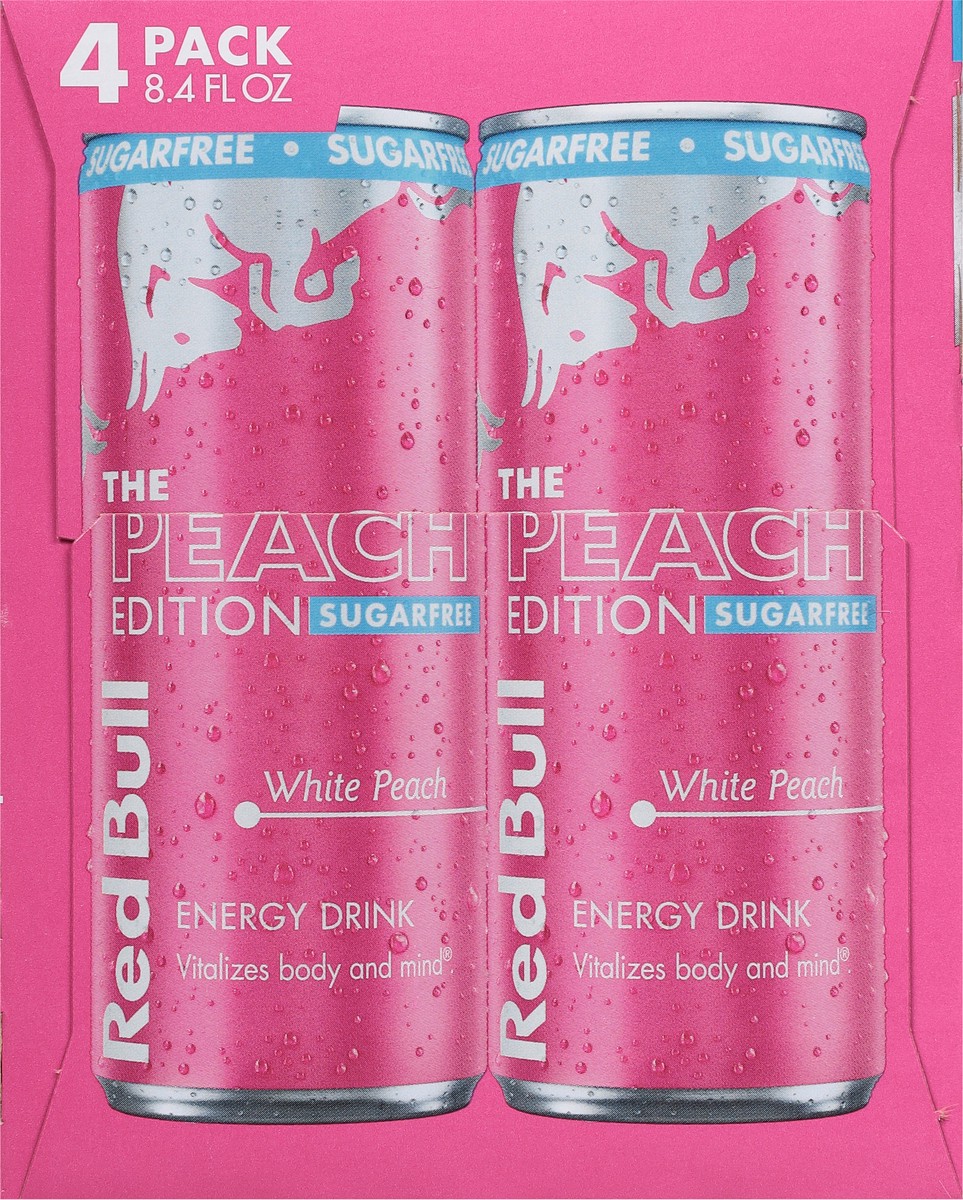 4 PACK
8.4 FL OZ
SUGARFREE • SUGARFREE
THE
PEACH
EDITION SUGARFREE
Red Bull
White Peach
ENERGY DRINK
Vitalizes body and mind®.
SUGARFREE • SUGARFREE
THE
PEACH
EDITION SUGARFREE
Red Bull
White Peach
ENERGY DRINK
Vitalizes body and mind®.